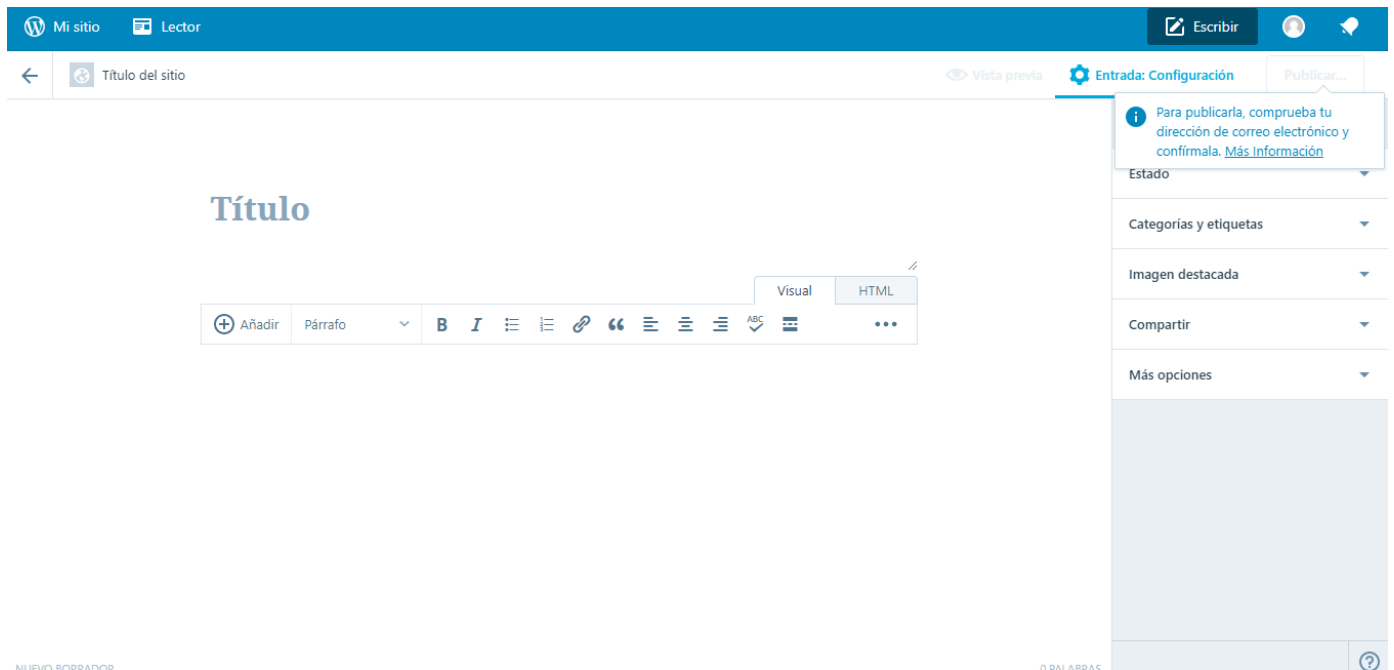 Mi sitio
Lector
Escribir
Título del sitio
Vista previa
Entrada: Configuración
Publicar...
Para publicarla, comprueba tu
dirección de correo electrónico y
confírmala. Más Información
Título
Visual
HTML
Añadir
Párrafo
B
I
ABC
Estado
Categorías y etiquetas
Imagen destacada
Compartir
Más opciones
NUEVO BORRADOR
0 PALABRAS